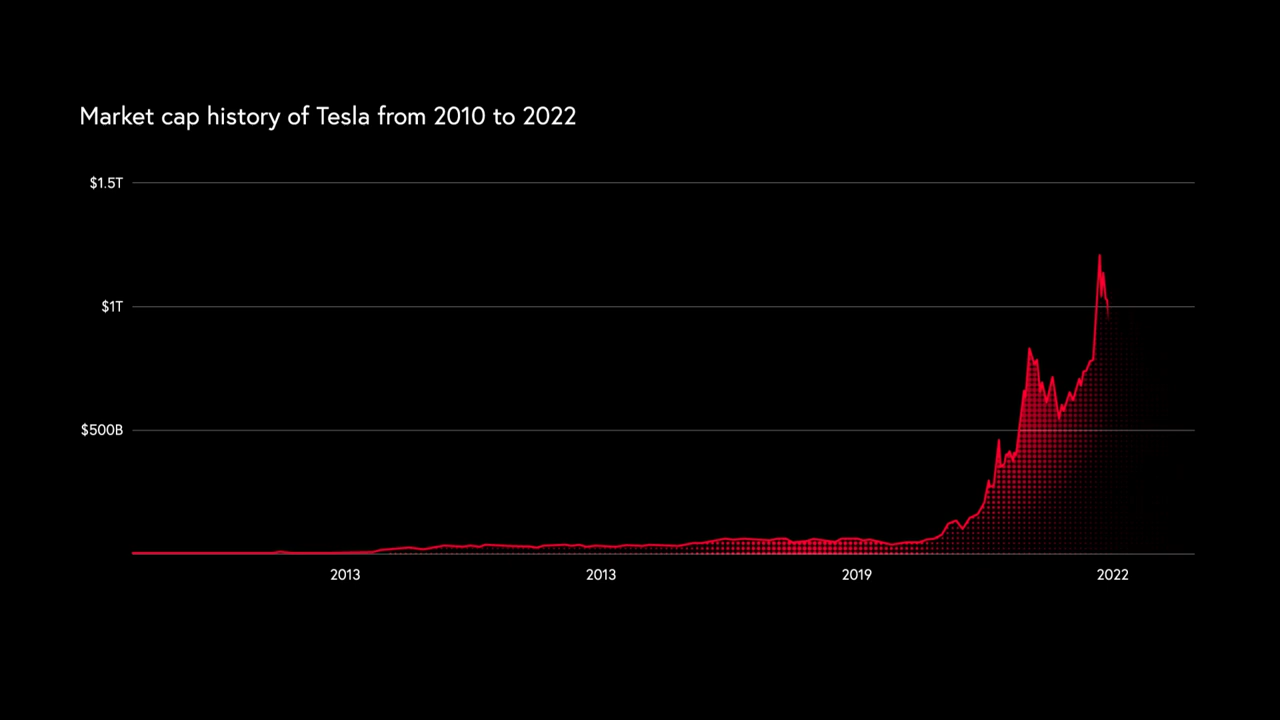 Market cap history of Tesla from 2010 to 2022
$1.5T
$1T
$500B
2013 2013 2019 2022